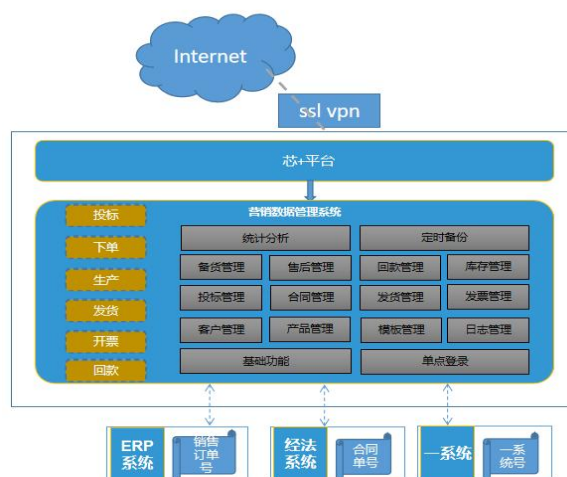 Internet
ssl vpn
芯+平台
营销数据管理系统
投标
下单
生产
发货
开票
回款
统计分析
定时备份
备货管理
售后管理
回款管理
库存管理
投标管理
合同管理
发货管理
发票管理
客户管理
产品管理
模板管理
日志管理
基础功能
单点登录
ERP
系统
销售
订单
号
经法
系统
合同
单号
一系统
一系
统号